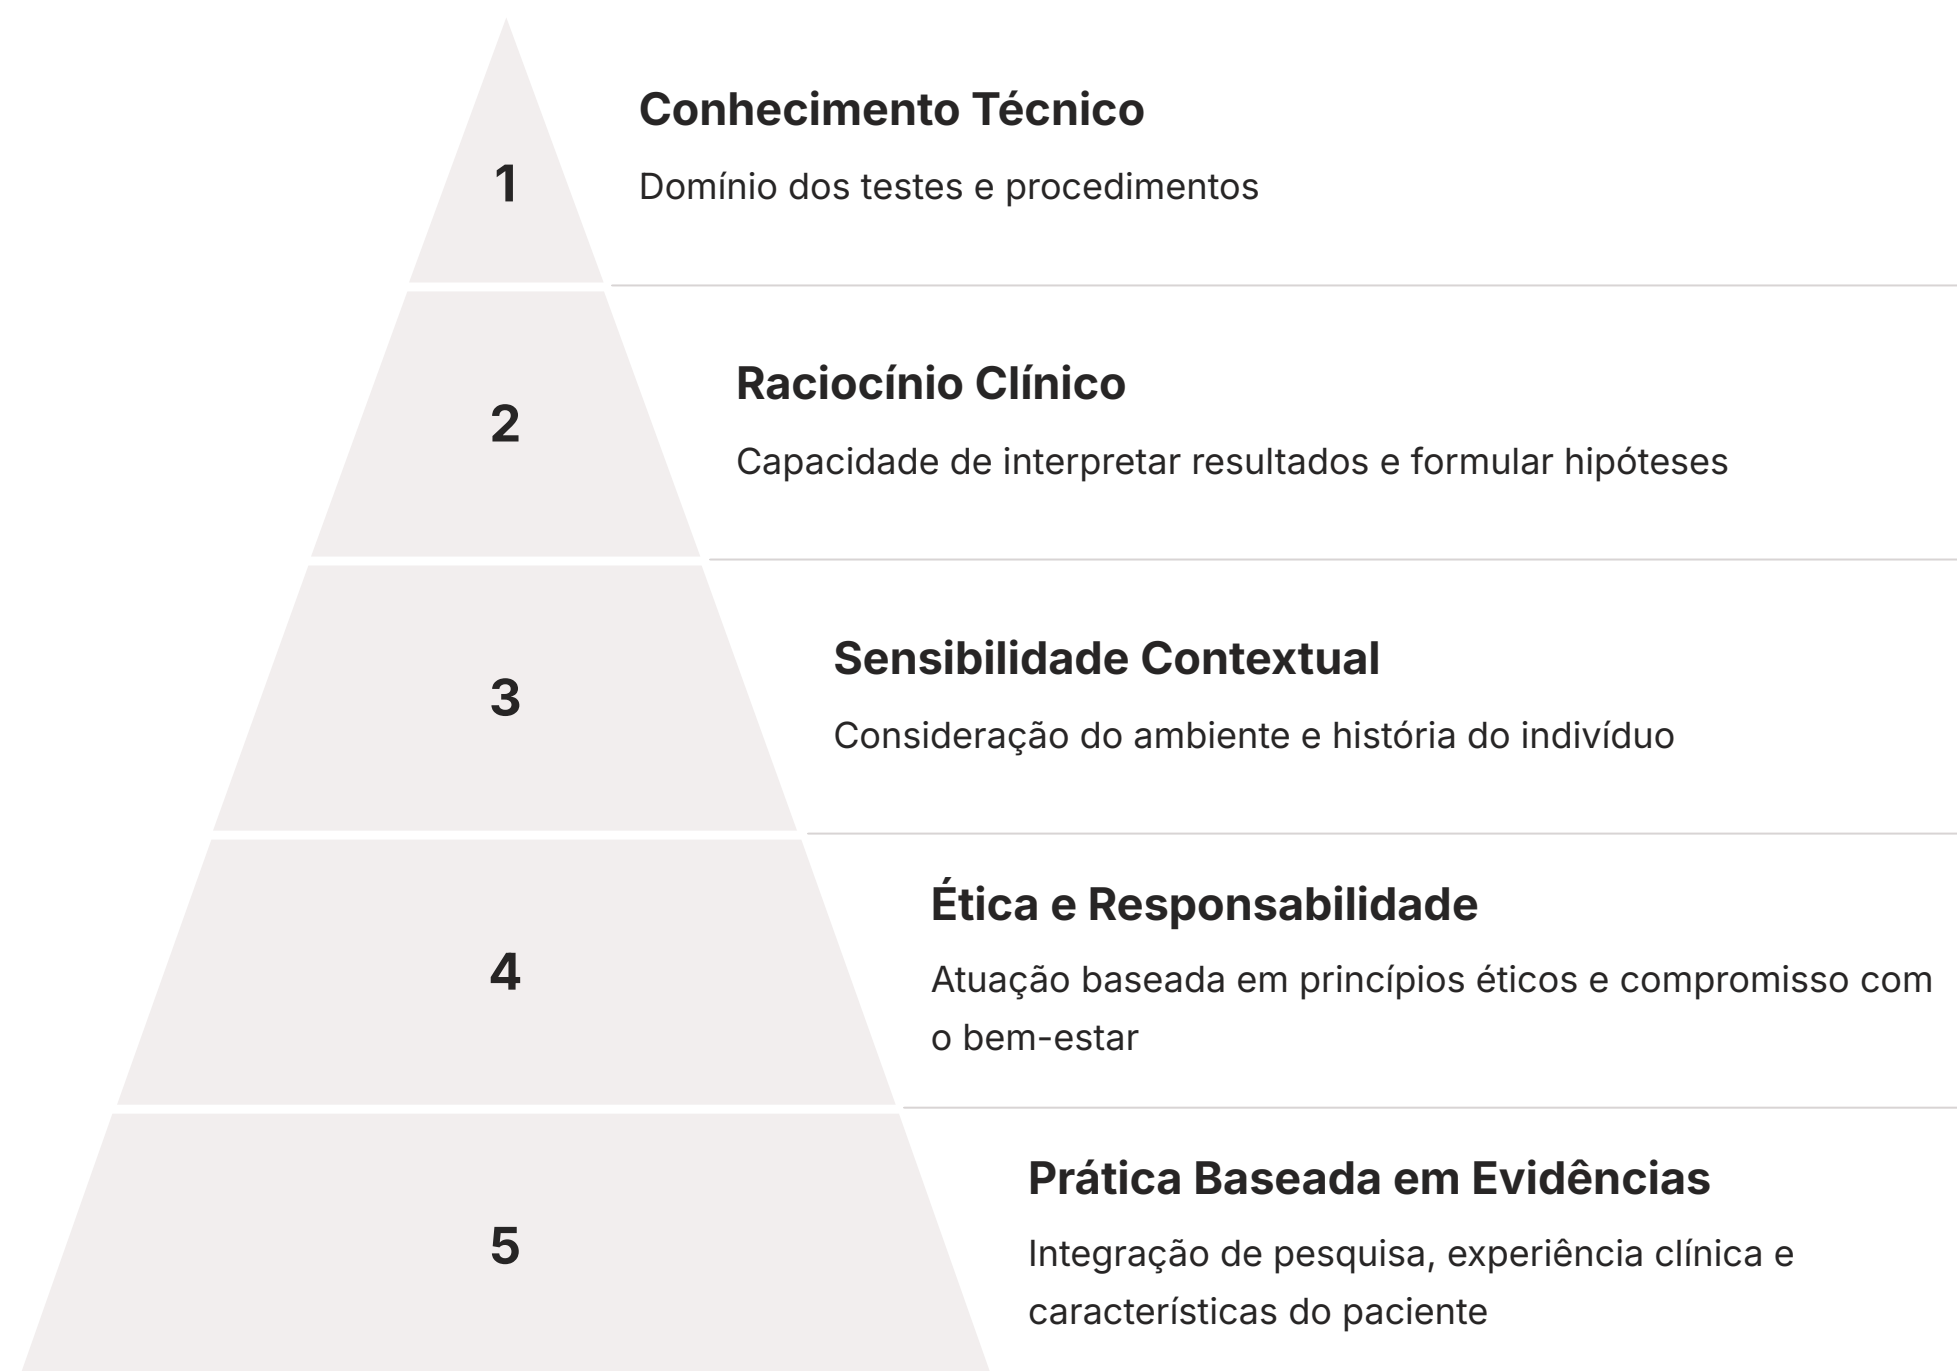 Conhecimento Técnico
1
Domínio dos testes e procedimentos
Raciocínio Clínico
2
Capacidade de interpretar resultados e formular hipóteses
Sensibilidade Contextual
3
Consideração do ambiente e história do indivíduo
Ética e Responsabilidade
4
Atuação baseada em princípios éticos e compromisso com
o bem-estar
Prática Baseada em Evidências
5
Integração de pesquisa, experiência clínica e
características do paciente